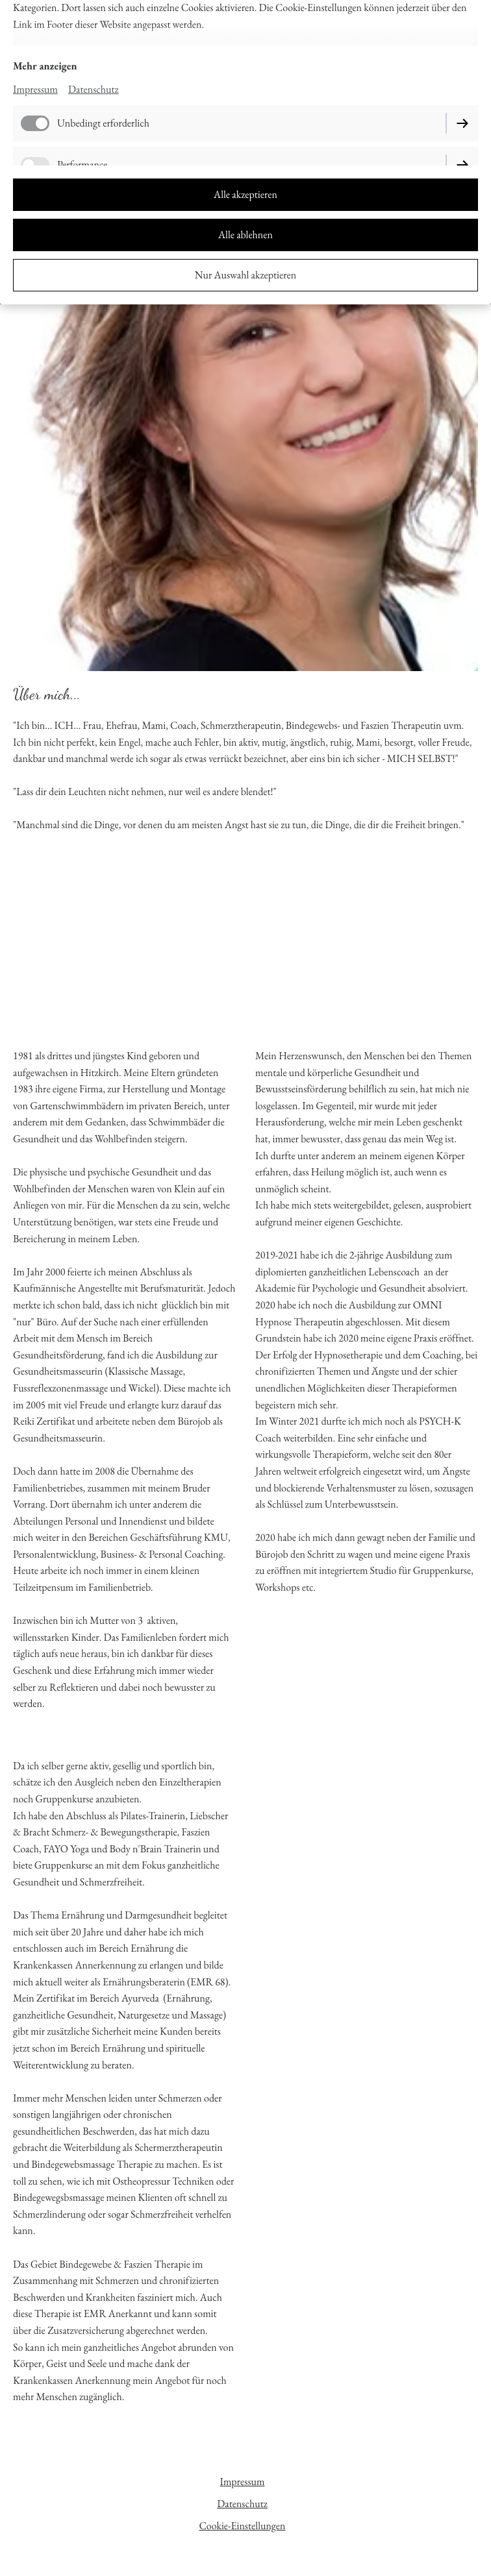 Kategorien. Dort lassen sich auch einzelne Cookies aktivieren. Die Cookie-Einstellungen können jederzeit über den
Link im Footer dieser Website angepasst werden.
Mehr anzeigen
Impressum Datenschutz
Unbedingt erforderlich
Performance
Alle akzeptieren
Alle ablehnen
Nur Auswahl akzeptieren
Über mich...
"Ich bin... ICH... Frau, Ehefrau, Mami, Coach, Schmerztherapeutin, Bindegewebs- und Faszien Therapeutin uvm.
Ich bin nicht perfekt, kein Engel, mache auch Fehler, bin aktiv, mutig, ängstlich, ruhig, Mami, besorgt, voller Freude,
dankbar und manchmal werde ich sogar als etwas verrückt bezeichnet, aber eins bin ich sicher - MICH SELBST!"
"Lass dir dein Leuchten nicht nehmen, nur weil es andere blendet!"
"Manchmal sind die Dinge, vor denen du am meisten Angst hast sie zu tun, die Dinge, die dir die Freiheit bringen."
1981 als drittes und jüngstes Kind geboren und
aufgewachsen in Hitzkirch. Meine Eltern gründeten
1983 ihre eigene Firma, zur Herstellung und Montage
von Gartenschwimmbädern im privaten Bereich, unter
anderem mit dem Gedanken, dass Schwimmbäder die
Gesundheit und das Wohlbefinden steigern.
Die physische und psychische Gesundheit und das
Wohlbefinden der Menschen waren von Klein auf ein
Anliegen von mir. Für die Menschen da zu sein, welche
Unterstützung benötigen, war stets eine Freude und
Bereicherung in meinem Leben.
Im Jahr 2000 feierte ich meinen Abschluss als
Kaufmännische Angestellte mit Berufsmaturität. Jedoch
merkte ich schon bald, dass ich nicht glücklich bin mit
"nur" Büro. Auf der Suche nach einer erfüllenden
Arbeit mit dem Mensch im Bereich
Gesundheitsförderung, fand ich die Ausbildung zur
Gesundheitsmasseurin (Klassische Massage,
Fussreflexzonenmassage und Wickel). Diese machte ich
im 2005 mit viel Freude und erlangte kurz darauf das
Reiki Zertifikat und arbeitete neben dem Bürojob als
Gesundheitsmasseurin.
Doch dann hatte im 2008 die Übernahme des
Familienbetriebes, zusammen mit meinem Bruder
Vorrang. Dort übernahm ich unter anderem die
Abteilungen Personal und Innendienst und bildete
mich weiter in den Bereichen Geschäftsführung KMU,
Personalentwicklung, Business- & Personal Coaching.
Heute arbeite ich noch immer in einem kleinen
Teilzeitpensum im Familienbetrieb.
Inzwischen bin ich Mutter von 3 aktiven,
willensstarken Kinder. Das Familienleben fordert mich
täglich aufs neue heraus, bin ich dankbar für dieses
Geschenk und diese Erfahrung mich immer wieder
selber zu Reflektieren und dabei noch bewusster zu
werden.
Mein Herzenswunsch, den Menschen bei den Themen
mentale und körperliche Gesundheit und
Bewusstseinsförderung behilflich zu sein, hat mich nie
losgelassen. Im Gegenteil, mir wurde mit jeder
Herausforderung, welche mir mein Leben geschenkt
hat, immer bewusster, dass genau das mein Weg ist.
Ich durfte unter anderem an meinem eigenen Körper
erfahren, dass Heilung möglich ist, auch wenn es
unmöglich scheint.
Ich habe mich stets weitergebildet, gelesen, ausprobiert
aufgrund meiner eigenen Geschichte.
2019-2021 habe ich die 2-jährige Ausbildung zum
diplomierten ganzheitlichen Lebenscoach an der
Akademie für Psychologie und Gesundheit absolviert.
2020 habe ich noch die Ausbildung zur OMNI
Hypnose Therapeutin abgeschlossen. Mit diesem
Grundstein habe ich 2020 meine eigene Praxis eröffnet.
Der Erfolg der Hypnosetherapie und dem Coaching, bei
chronifizierten Themen und Ängste und der schier
unendlichen Möglichkeiten dieser Therapieformen
begeistern mich sehr.
Im Winter 2021 durfte ich mich noch als PSYCH-K
Coach weiterbilden. Eine sehr einfache und
wirkungsvolle Therapieform, welche seit den 80er
Jahren weltweit erfolgreich eingesetzt wird, um Ängste
und blockierende Verhaltensmuster zu lösen, sozusagen
als Schlüssel zum Unterbewusstsein.
2020 habe ich mich dann gewagt neben der Familie und
Bürojob den Schritt zu wagen und meine eigene Praxis
zu eröffnen mit integriertem Studio für Gruppenkurse,
Workshops etc.
Da ich selber gerne aktiv, gesellig und sportlich bin,
schätze ich den Ausgleich neben den Einzeltherapien
noch Gruppenkurse anzubieten.
Ich habe den Abschluss als Pilates-Trainerin, Liebscher
& Bracht Schmerz- & Bewegungstherapie, Faszien
Coach, FAYO Yoga und Body n'Brain Trainerin und
biete Gruppenkurse an mit dem Fokus ganzheitliche
Gesundheit und Schmerzfreiheit.
Das Thema Ernährung und Darmgesundheit begleitet
mich seit über 20 Jahre und daher habe ich mich
entschlossen auch im Bereich Ernährung die
Krankenkassen Annerkennung zu erlangen und bilde
mich aktuell weiter als Ernährungsberaterin (EMR 68).
Mein Zertifikat im Bereich Ayurveda (Ernährung,
ganzheitliche Gesundheit, Naturgesetze und Massage)
gibt mir zusätzliche Sicherheit meine Kunden bereits
jetzt schon im Bereich Ernährung und spirituelle
Weiterentwicklung zu beraten.
Immer mehr Menschen leiden unter Schmerzen oder
sonstigen langjährigen oder chronischen
gesundheitlichen Beschwerden, das hat mich dazu
gebracht die Weiterbildung als Schermerztherapeutin
und Bindegewebsmassage Therapie zu machen. Es ist
toll zu sehen, wie ich mit Ostheopressur Techniken oder
Bindegewegsbsmassage meinen Klienten oft schnell zu
Schmerzlinderung oder sogar Schmerzfreiheit verhelfen
kann.
Das Gebiet Bindegewebe & Faszien Therapie im
Zusammenhang mit Schmerzen und chronifizierten
Beschwerden und Krankheiten fasziniert mich. Auch
diese Therapie ist EMR Anerkannt und kann somit
über die Zusatzversicherung abgerechnet werden.
So kann ich mein ganzheitliches Angebot abrunden von
Körper, Geist und Seele und mache dank der
Krankenkassen Anerkennung mein Angebot für noch
mehr Menschen zugänglich.
Impressum
Datenschutz
Cookie-Einstellungen